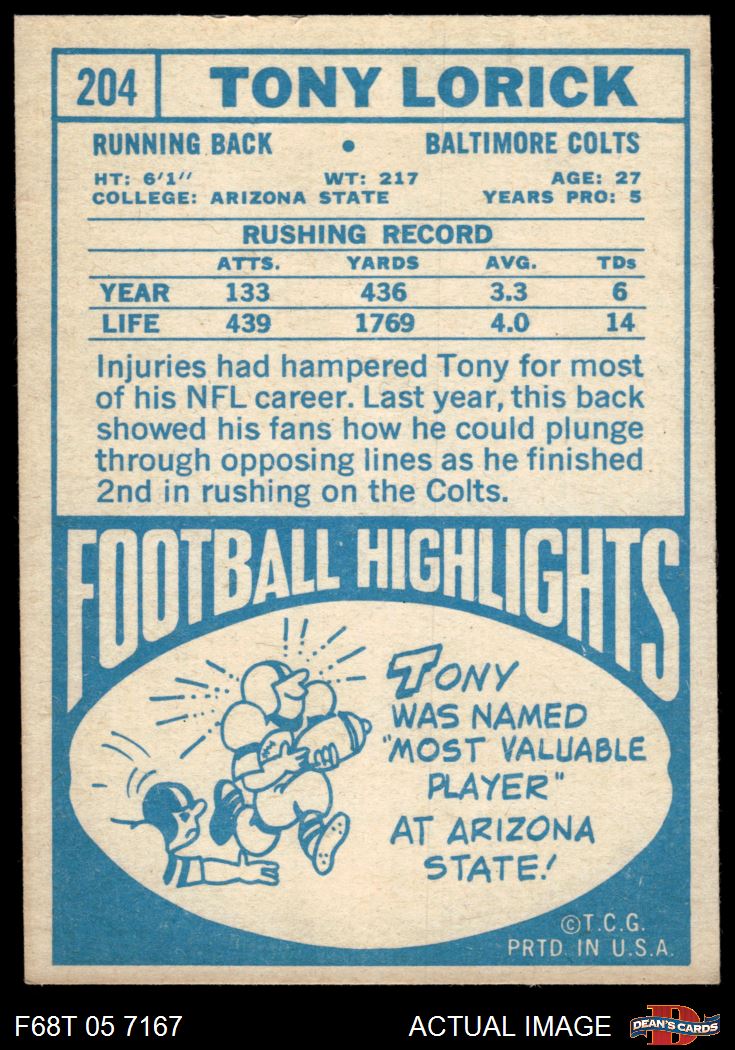 204 TONY LORICK
RUNNING BACK • BALTIMORE COLTS
HT: 6'1" WT: 217 AGE: 27
COLLEGE: ARIZONA STATE YEARS PRO: 5
RUSHING RECORD
ATTS. YARDS AVG. TDs
YEAR 133 436 3.3 6
LIFE 439 1769 4.0 14
Injuries had hampered Tony for most
of his NFL career. Last year, this back
showed his fans how he could plunge
through opposing lines as he finished
2nd in rushing on the Colts.
FOOTBALL HIGHLIGHTS
TONY
WAS NAMED
"MOST VALUABLE
PLAYER"
AT ARIZONA
STATE!
©T.C.G.
PRTD. IN U.S.A.
F68T 05 7167 ACTUAL IMAGE D DEAN'S CARDS